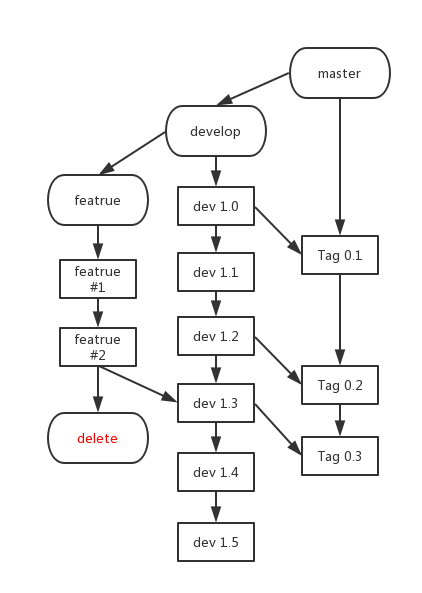 master
develop
featrue
dev 1.0
Tag 0.1
featrue
#1
dev 1.1
dev 1.2
featrue
#2
Tag 0.2
dev 1.3
delete
Tag 0.3
dev 1.4
dev 1.5